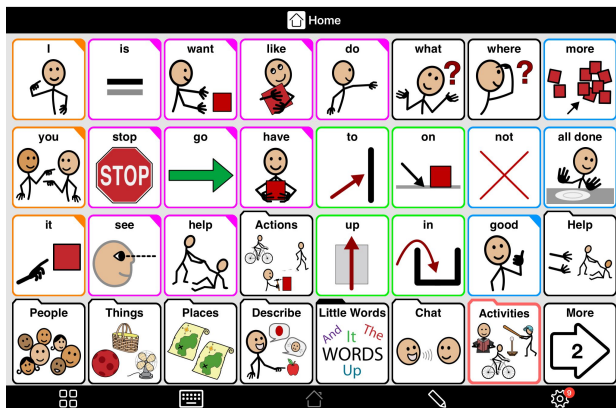 Home
I is want like do what where more
you stop go have to on not all done
STOP
it see help Actions up in good Help
People Things Places Describe Little Words Chat Activities More
And It The
WORDS
Up
2
9